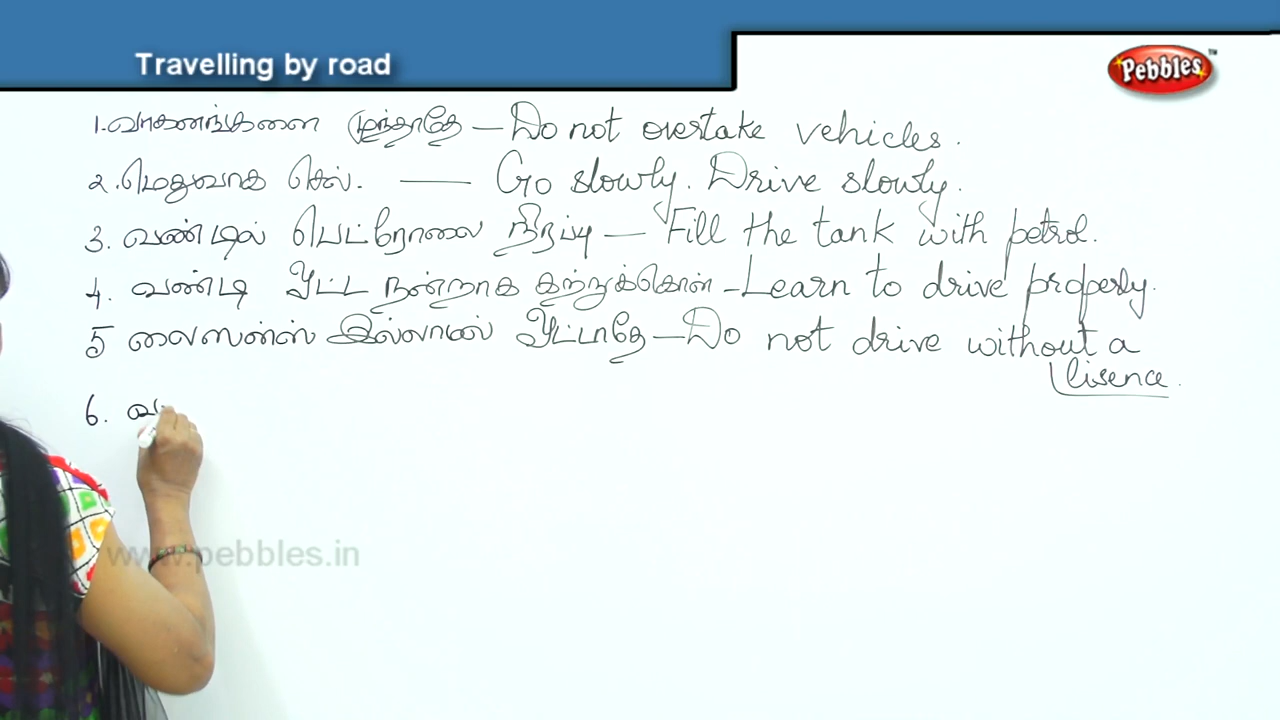 Travelling by road
Pebbles™
1. வாகனங்களை முந்தாதே — Do not overtake vehicles.
2. மெதுவாக செல். — Go slowly. Drive slowly.
3. வண்டில் பெட்ரோலை நிரப்பு — Fill the tank with petrol.
4. வண்டி ஓட்ட நன்றாக கற்றுக்கொள் - Learn to drive properly.
5 லைஸன்ஸ் இல்லாமல் ஓட்டாதே — Do not drive without a
lisence.
6. வ
www.pebbles.in